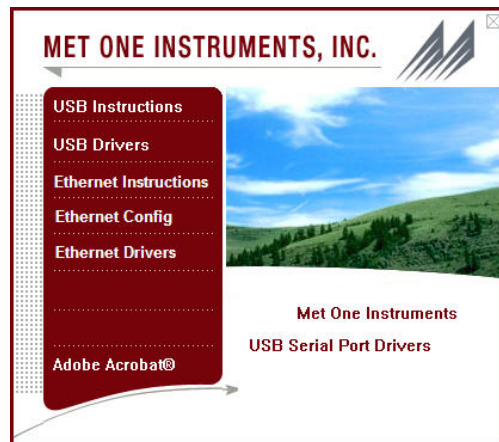 MET ONE INSTRUMENTS, INC.
USB Instructions
USB Drivers
Ethernet Instructions
Ethernet Config
Ethernet Drivers
Adobe Acrobat®
Met One Instruments
USB Serial Port Drivers